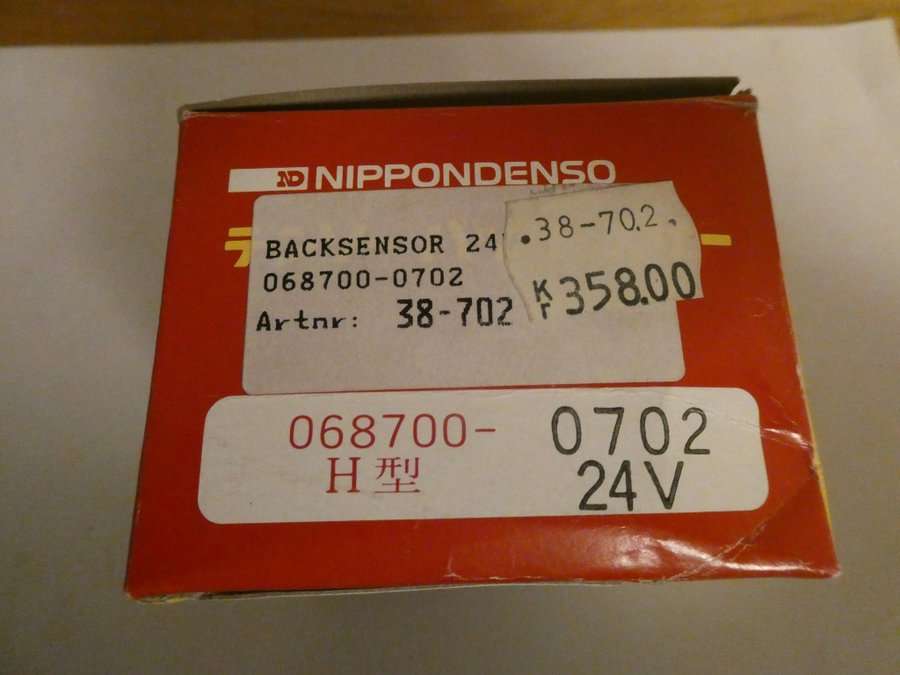 ND NIPPONDENSO
BACKSENSOR 24
068700-0702
Artnr: 38-702
.38-70.2.
Kr 358.00
068700- 0702
H型 24V